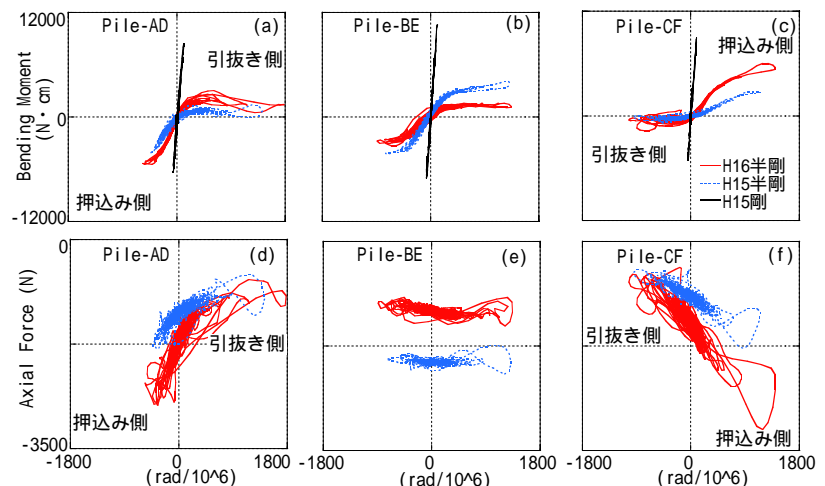 12000
0
-12000
Bending Moment
(N・cm)
Pile-AD
(a)
引抜き側
押込み側
Pile-BE
(b)
Pile-CF
(c)
押込み側
引抜き側
H16半剛
H15半剛
H15剛
0
-3500
Axial Force (N)
Pile-AD
(d)
引抜き側
押込み側
Pile-BE
(e)
Pile-CF
(f)
引抜き側
押込み側
-1800
0
1800
(rad/10^6)
-1800
0
1800
(rad/10^6)
-1800
0
1800
(rad/10^6)